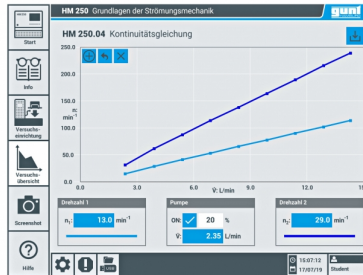 HM 250 Grundlagen der Strömungsmechanik
gunt
HM 250.04 Kontinuitätsgleichung
Start
Info
Versuchs-
einrichtung
Versuchs-
übersicht
Screenshot
Hilfe
250.0
200.0
150.0
n:
min-1
100.0
50.0
0.0
0.0
3.0
6.0
9.0
12.0
V̇: L/min
Drehzahl 1
n1: 13.0 min-1
Pumpe
ON: 20 %
V̇: 2.35 L/min
Drehzahl 2
n2: 29.0 min-1
USB
15:07:12
17/07/19
Student